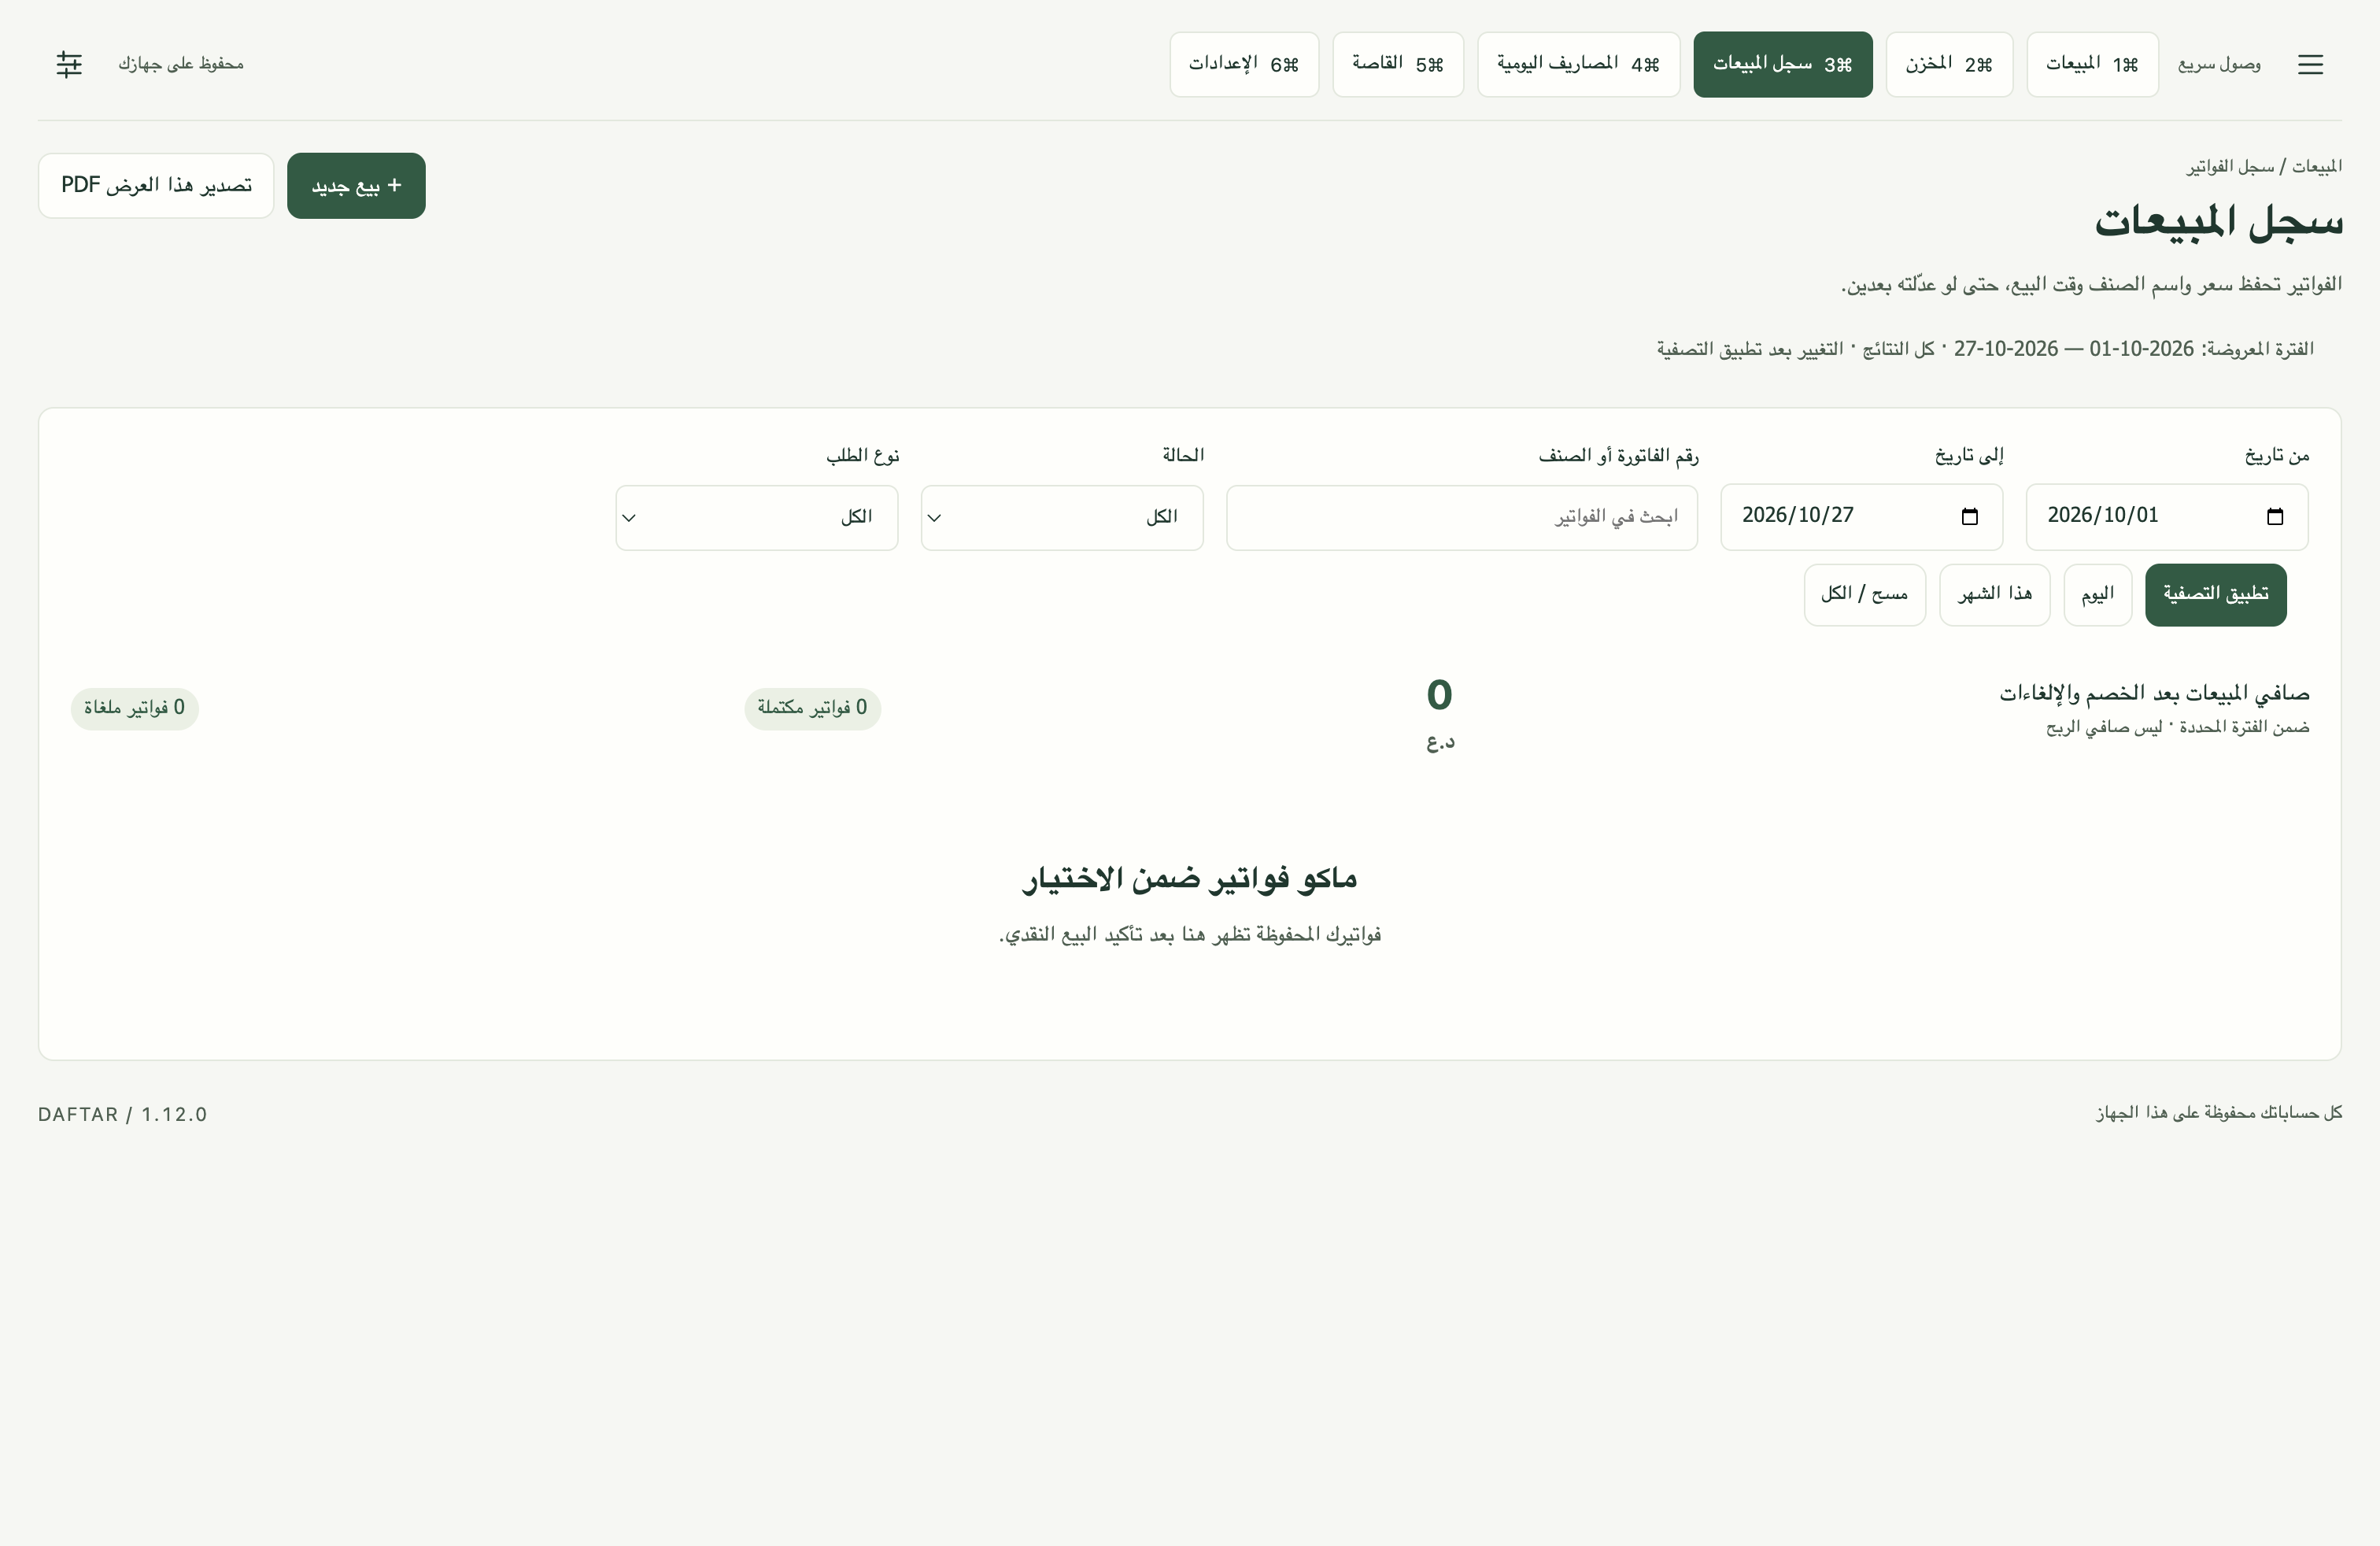 وصول سريع
⌘1 المبيعات
⌘2 المخزن
⌘3 سجل المبيعات
⌘4 المصاريف اليومية
⌘5 القاصة
⌘6 الإعدادات
محفوظ على جهازك
المبيعات / سجل الفواتير
سجل المبيعات
الفواتير تحفظ سعر واسم الصنف وقت البيع، حتى لو عدّلته بعدين.
+ بيع جديد
تصدير هذا العرض PDF
الفترة المعروضة: 01-10-2026 — 27-10-2026 · كل النتائج · التغيير بعد تطبيق التصفية
من تاريخ
2026/10/01
إلى تاريخ
2026/10/27
رقم الفاتورة أو الصنف
ابحث في الفواتير
الحالة
الكل
نوع الطلب
الكل
تطبيق التصفية
اليوم
هذا الشهر
مسح / الكل
صافي المبيعات بعد الخصم والإلغاءات
ضمن الفترة المحددة · ليس صافي الربح
0
د.ع
0 فواتير مكتملة
0 فواتير ملغاة
ماكو فواتير ضمن الاختيار
فواتيرك المحفوظة تظهر هنا بعد تأكيد البيع النقدي.
كل حساباتك محفوظة على هذا الجهاز
DAFTAR / 1.12.0